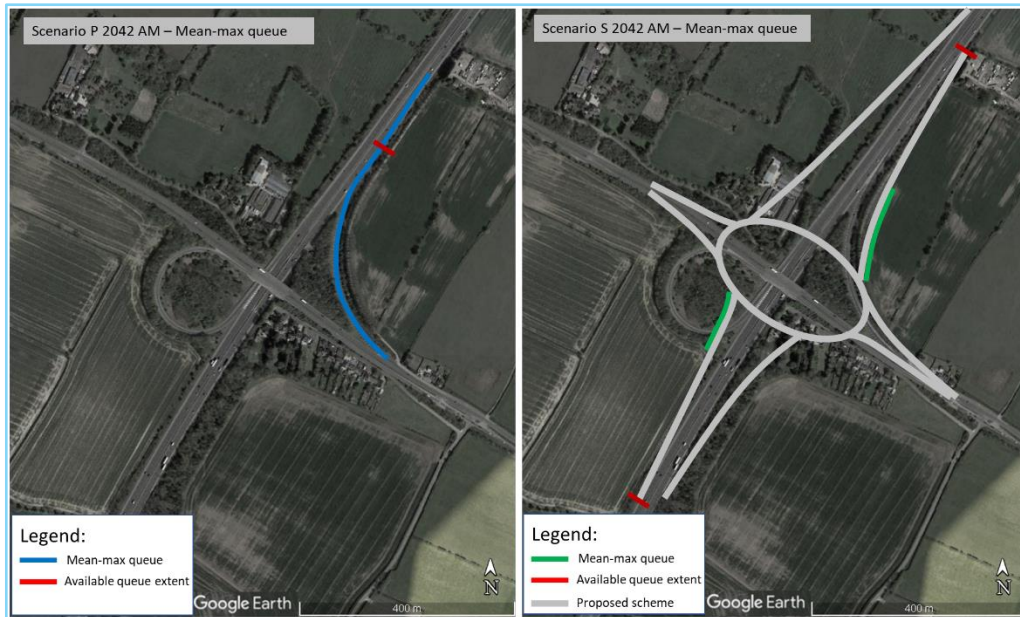 Scenario P 2042 AM – Mean-max queue
Legend:
Mean-max queue
Available queue extent
Google Earth
400 m
N
Scenario S 2042 AM – Mean-max queue
Legend:
Mean-max queue
Available queue extent
Proposed scheme
Google Earth
400 m
N